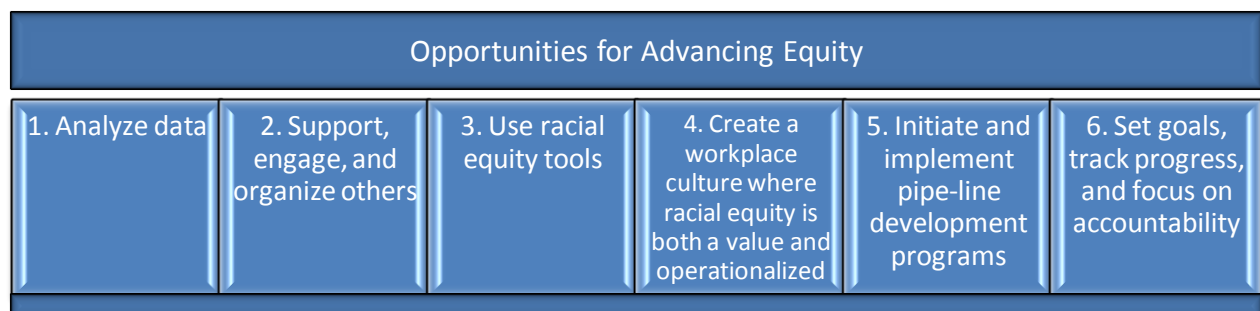 Opportunities for Advancing Equity
1. Analyze data
2. Support,
engage, and
organize others
3. Use racial
equity tools
4. Create a
workplace
culture where
racial equity is
both a value and
operationalized
5. Initiate and
implement
pipe-line
development
programs
6. Set goals,
track progress,
and focus on
accountability